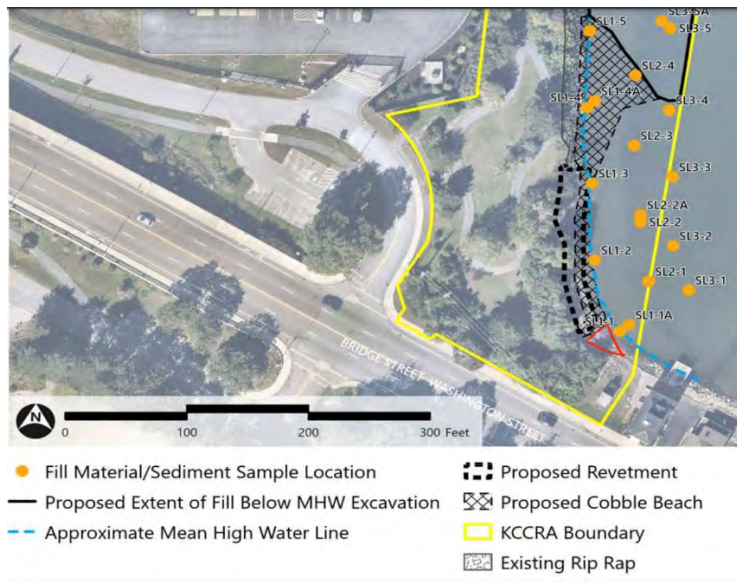 SL3-5A
SL1-5
SL3-5
SL2-4
SL1-4A
SL1-4
SL3-4
SL2-3
SL3-3
SL1-3
SL2-2A
SL2-2
SL3-2
SL1-2
SL2-1
SL3-1
SL1-1A
SL1-1
BRIDGE STREET-WASHINGTON STREET
N
0 100 200 300 Feet
Fill Material/Sediment Sample Location
Proposed Extent of Fill Below MHW Excavation
Approximate Mean High Water Line
Proposed Revetment
Proposed Cobble Beach
KCCRA Boundary
Existing Rip Rap